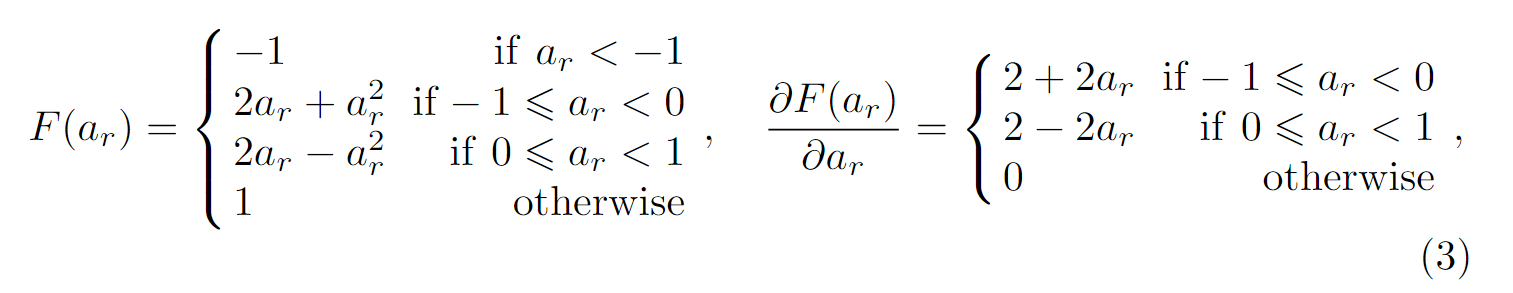 F(a_r) = { −1 if a_r < −1
2a_r + a_r^2 if − 1 ⩽ a_r < 0
2a_r − a_r^2 if 0 ⩽ a_r < 1
1 otherwise ,
∂F(a_r)/∂a_r = { 2 + 2a_r if − 1 ⩽ a_r < 0
2 − 2a_r if 0 ⩽ a_r < 1
0 otherwise ,
(3)